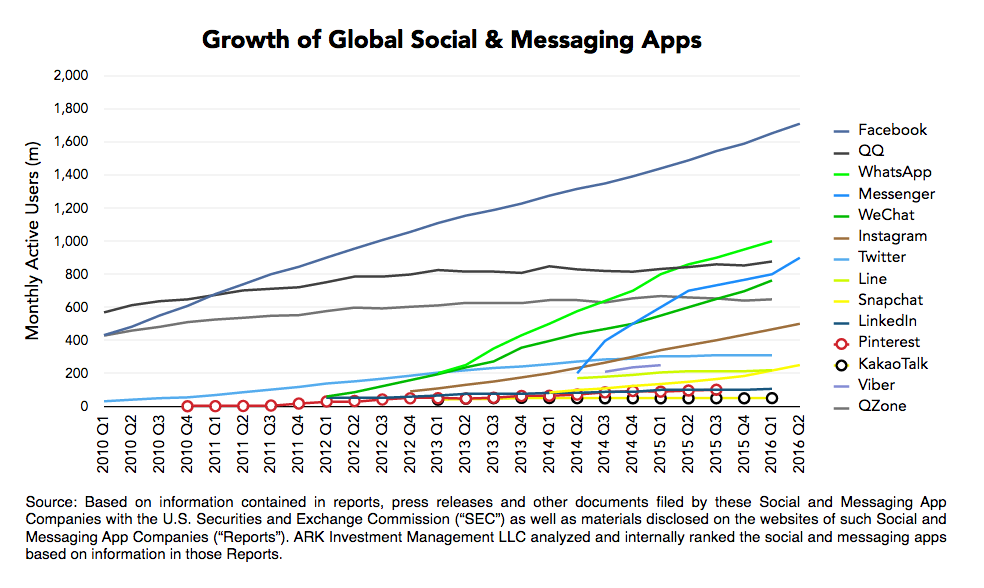 Growth of Global Social & Messaging Apps
Monthly Active Users (m)
2,000
1,800
1,600
1,400
1,200
1,000
800
600
400
200
0
2010 Q1
2010 Q2
2010 Q3
2010 Q4
2011 Q1
2011 Q2
2011 Q3
2011 Q4
2012 Q1
2012 Q2
2012 Q3
2012 Q4
2013 Q1
2013 Q2
2013 Q3
2013 Q4
2014 Q1
2014 Q2
2014 Q3
2014 Q4
2015 Q1
2015 Q2
2015 Q3
2015 Q4
2016 Q1
2016 Q2
Facebook
QQ
WhatsApp
Messenger
WeChat
Instagram
Twitter
Line
Snapchat
LinkedIn
Pinterest
KakaoTalk
Viber
QZone
Source: Based on information contained in reports, press releases and other documents filed by these Social and Messaging App
Companies with the U.S. Securities and Exchange Commission (“SEC”) as well as materials disclosed on the websites of such Social and
Messaging App Companies (“Reports”). ARK Investment Management LLC analyzed and internally ranked the social and messaging apps
based on information in those Reports.